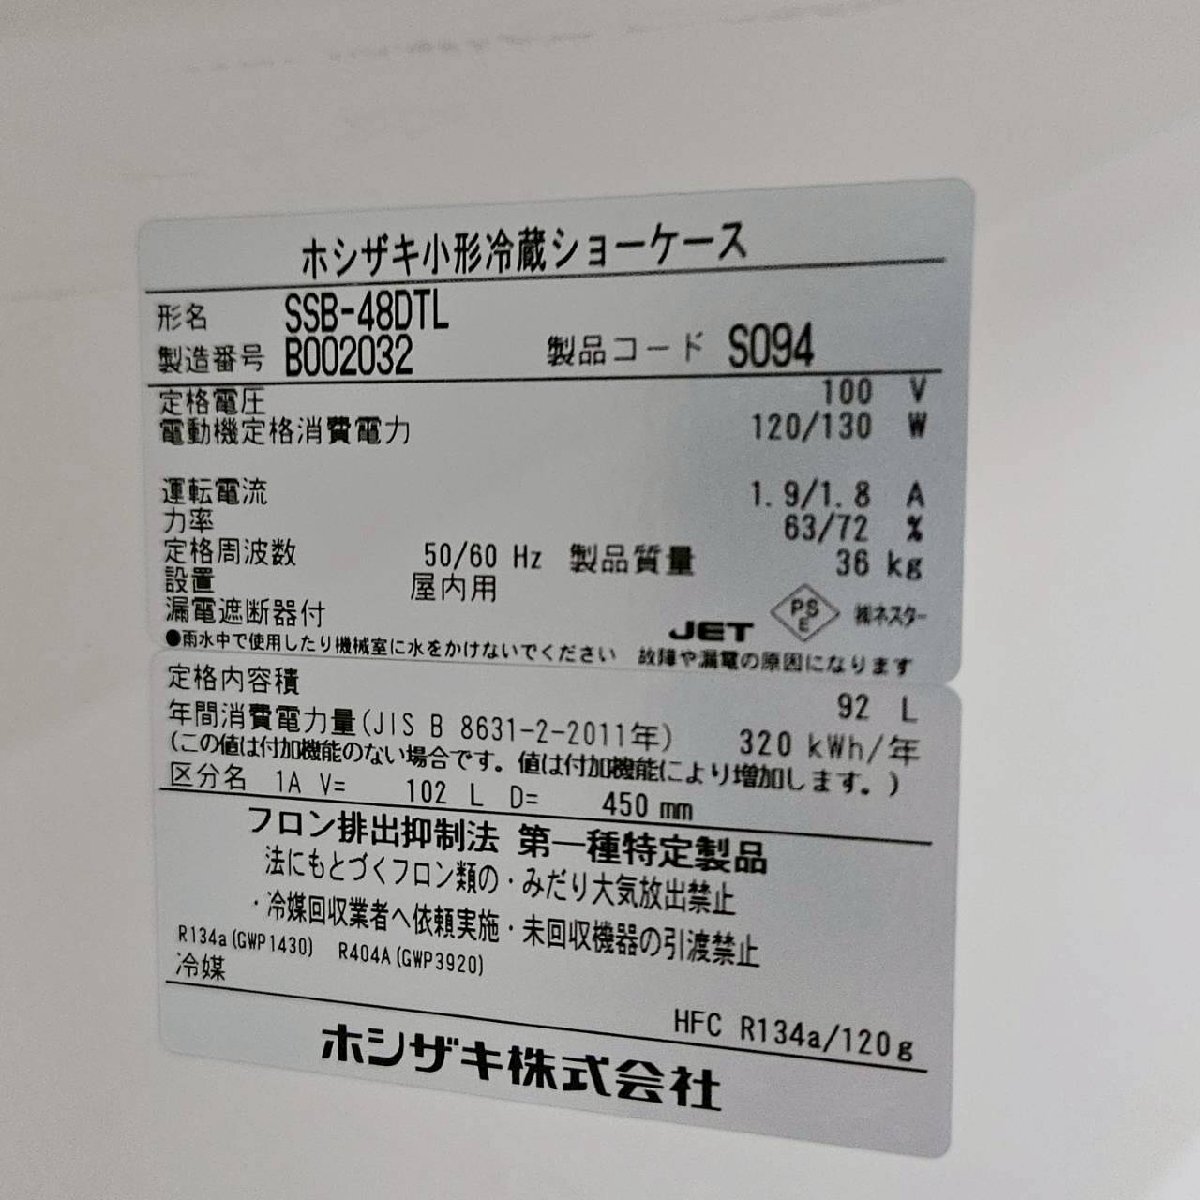 ホシザキ小形冷蔵ショーケース
形名 SSB-48DTL
製造番号 B002032 製品コード S094
定格電圧 100 V
電動機定格消費電力 120/130 W
運転電流 1.9/1.8 A
力率 63/72 %
定格周波数 50/60 Hz 製品質量 36 kg
設置 屋内用
漏電遮断器付 JET PSE ㈱ネスター
●雨水中で使用したり機械室に水をかけないでください 故障や漏電の原因になります
定格内容積 92 L
年間消費電力量(JIS B 8631-2-2011年) 320 kWh/年
(この値は付加機能のない場合です。値は付加機能により増加します。)
区分名 1A V= 102 L D= 450 mm
フロン排出抑制法 第一種特定製品
法にもとづくフロン類の・みだり大気放出禁止
・冷媒回収業者へ依頼実施・未回収機器の引渡禁止
R134a(GWP1430) R404A(GWP3920)
冷媒 HFC R134a/120g
ホシザキ株式会社